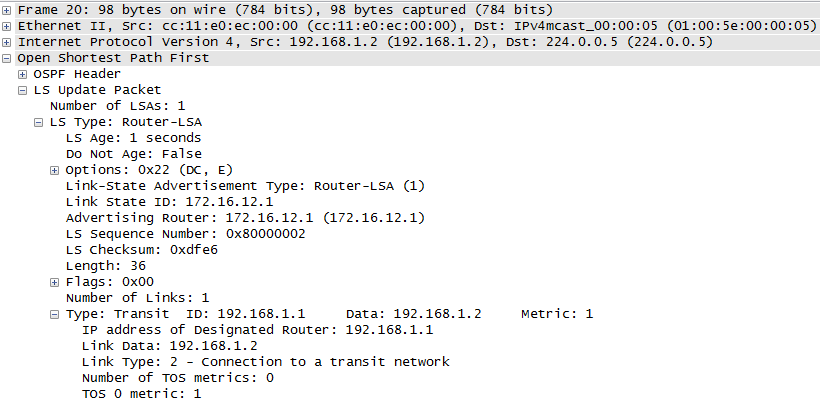 Frame 20: 98 bytes on wire (784 bits), 98 bytes captured (784 bits)
Ethernet II, Src: cc:11:e0:ec:00:00 (cc:11:e0:ec:00:00), Dst: IPv4mcast_00:00:05 (01:00:5e:00:00:05)
Internet Protocol Version 4, Src: 192.168.1.2 (192.168.1.2), Dst: 224.0.0.5 (224.0.0.5)
Open Shortest Path First
OSPF Header
LS Update Packet
Number of LSAs: 1
LS Type: Router-LSA
LS Age: 1 seconds
Do Not Age: False
Options: 0x22 (DC, E)
Link-State Advertisement Type: Router-LSA (1)
Link State ID: 172.16.12.1
Advertising Router: 172.16.12.1 (172.16.12.1)
LS Sequence Number: 0x80000002
LS Checksum: 0xdfe6
Length: 36
Flags: 0x00
Number of Links: 1
Type: Transit  ID: 192.168.1.1     Data: 192.168.1.2     Metric: 1
IP address of Designated Router: 192.168.1.1
Link Data: 192.168.1.2
Link Type: 2 - Connection to a transit network
Number of TOS metrics: 0
TOS 0 metric: 1